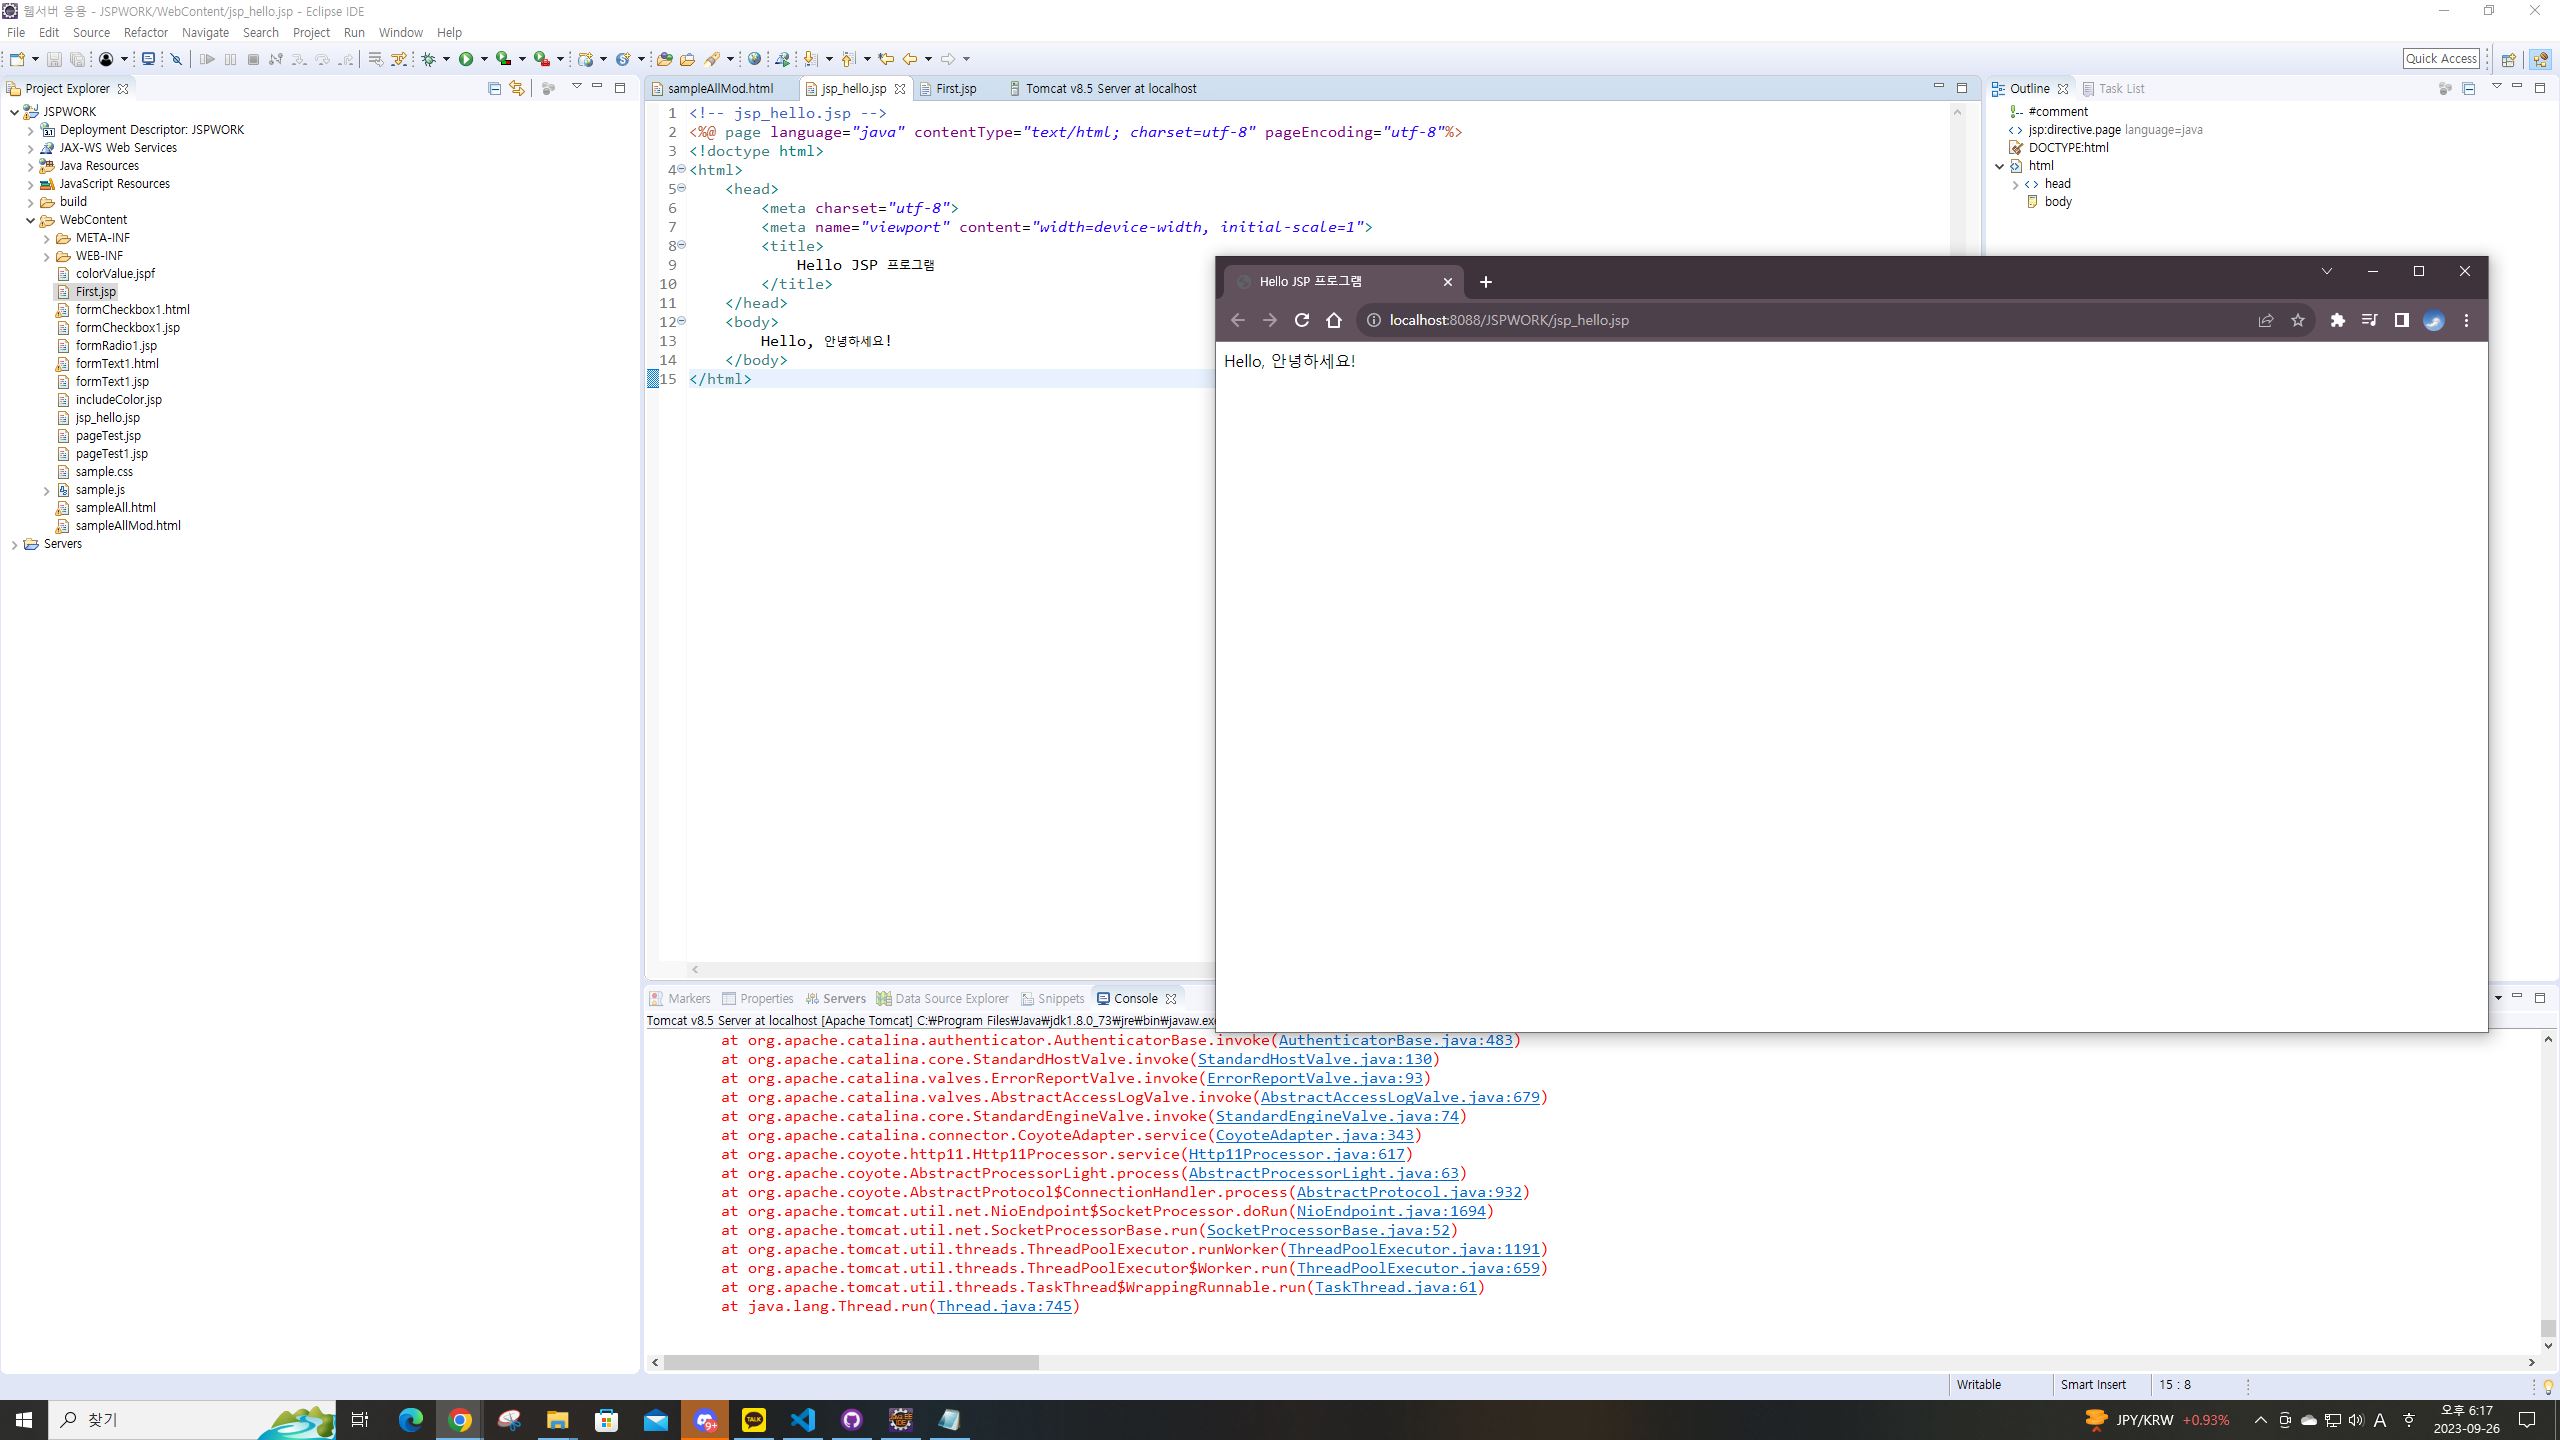 웹서버 응용 - JSPWORK/WebContent/jsp_hello.jsp - Eclipse IDE
File Edit Source Refactor Navigate Search Project Run Window Help
Quick Access
Project Explorer
JSPWORK
Deployment Descriptor: JSPWORK
JAX-WS Web Services
Java Resources
JavaScript Resources
build
WebContent
META-INF
WEB-INF
colorValue.jspf
First.jsp
formCheckbox1.html
formCheckbox1.jsp
formRadio1.jsp
formText1.html
formText1.jsp
includeColor.jsp
jsp_hello.jsp
pageTest.jsp
pageTest1.jsp
sample.css
sample.js
sampleAll.html
sampleAllMod.html
Servers
sampleAllMod.html jsp_hello.jsp First.jsp Tomcat v8.5 Server at localhost
1 <!-- jsp_hello.jsp -->
2 <%@ page language="java" contentType="text/html; charset=utf-8" pageEncoding="utf-8"%>
3 <!doctype html>
4 <html>
5 <head>
6 <meta charset="utf-8">
7 <meta name="viewport" content="width=device-width, initial-scale=1">
8 <title>
9 Hello JSP 프로그램
10 </title>
11 </head>
12 <body>
13 Hello, 안녕하세요!
14 </body>
15 </html>
Outline Task List
#comment
jsp:directive.page language=java
DOCTYPE:html
html
head
body
Hello JSP 프로그램
localhost:8088/JSPWORK/jsp_hello.jsp
Hello, 안녕하세요!
Markers Properties Servers Data Source Explorer Snippets Console
Tomcat v8.5 Server at localhost [Apache Tomcat] C:₩Program Files₩Java₩jdk1.8.0_73₩jre₩bin₩javaw.exe
at org.apache.catalina.authenticator.AuthenticatorBase.invoke(AuthenticatorBase.java:483)
at org.apache.catalina.core.StandardHostValve.invoke(StandardHostValve.java:130)
at org.apache.catalina.valves.ErrorReportValve.invoke(ErrorReportValve.java:93)
at org.apache.catalina.valves.AbstractAccessLogValve.invoke(AbstractAccessLogValve.java:679)
at org.apache.catalina.core.StandardEngineValve.invoke(StandardEngineValve.java:74)
at org.apache.catalina.connector.CoyoteAdapter.service(CoyoteAdapter.java:343)
at org.apache.coyote.http11.Http11Processor.service(Http11Processor.java:617)
at org.apache.coyote.AbstractProcessorLight.process(AbstractProcessorLight.java:63)
at org.apache.coyote.AbstractProtocol$ConnectionHandler.process(AbstractProtocol.java:932)
at org.apache.tomcat.util.net.NioEndpoint$SocketProcessor.doRun(NioEndpoint.java:1694)
at org.apache.tomcat.util.net.SocketProcessorBase.run(SocketProcessorBase.java:52)
at org.apache.tomcat.util.threads.ThreadPoolExecutor.runWorker(ThreadPoolExecutor.java:1191)
at org.apache.tomcat.util.threads.ThreadPoolExecutor$Worker.run(ThreadPoolExecutor.java:659)
at org.apache.tomcat.util.threads.TaskThread$WrappingRunnable.run(TaskThread.java:61)
at java.lang.Thread.run(Thread.java:745)
Writable Smart Insert 15 : 8
찾기
9+
TALK
JPY/KRW +0.93%
A
오후 6:17
2023-09-26